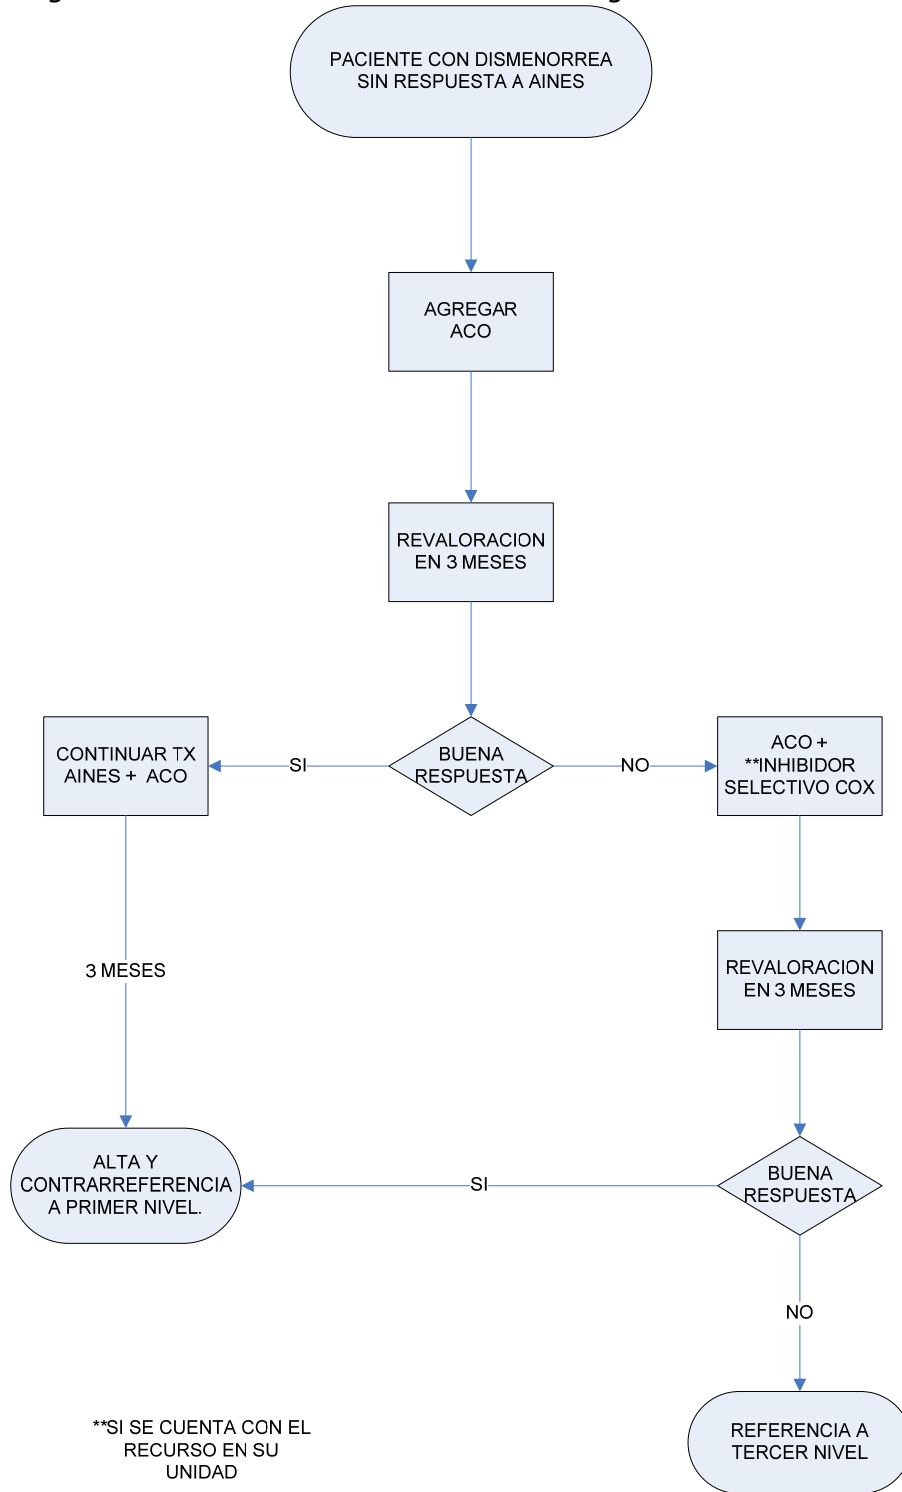 PACIENTE CON DISMENORREA
SIN RESPUESTA A AINES
AGREGAR
ACO
REVALORACION
EN 3 MESES
BUENA
RESPUESTA
SI
NO
CONTINUAR TX
AINES + ACO
ACO +
**INHIBIDOR
SELECTIVO COX
3 MESES
REVALORACION
EN 3 MESES
ALTA Y
CONTRARREFERENCIA
A PRIMER NIVEL.
SI
BUENA
RESPUESTA
NO
REFERENCIA A
TERCER NIVEL
**SI SE CUENTA CON EL
RECURSO EN SU
UNIDAD